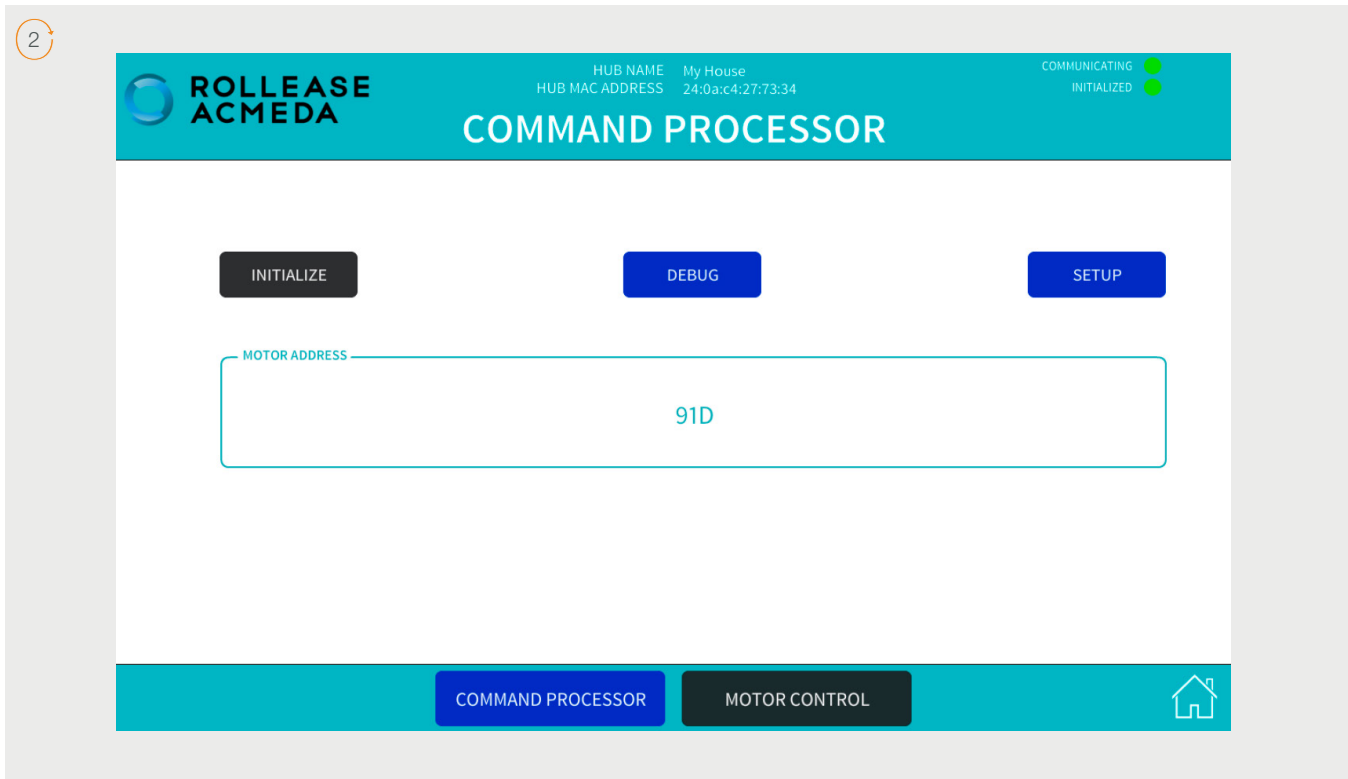 2
ROLLEASE
ACMEDA
HUB NAME My House
HUB MAC ADDRESS 24:0a:c4:27:73:34
COMMAND PROCESSOR
COMMUNICATING
INITIALIZED
INITIALIZE
DEBUG
SETUP
MOTOR ADDRESS
91D
COMMAND PROCESSOR
MOTOR CONTROL